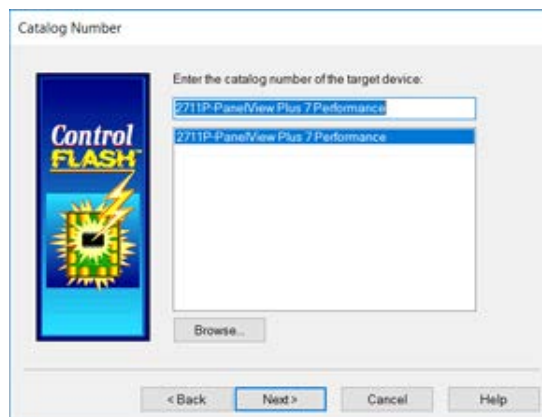 Catalog Number
Enter the catalog number of the target device:
2711P-PanelView Plus 7 Performance
2711P-PanelView Plus 7 Performance
Control
FLASH™
Browse...
< Back
Next >
Cancel
Help